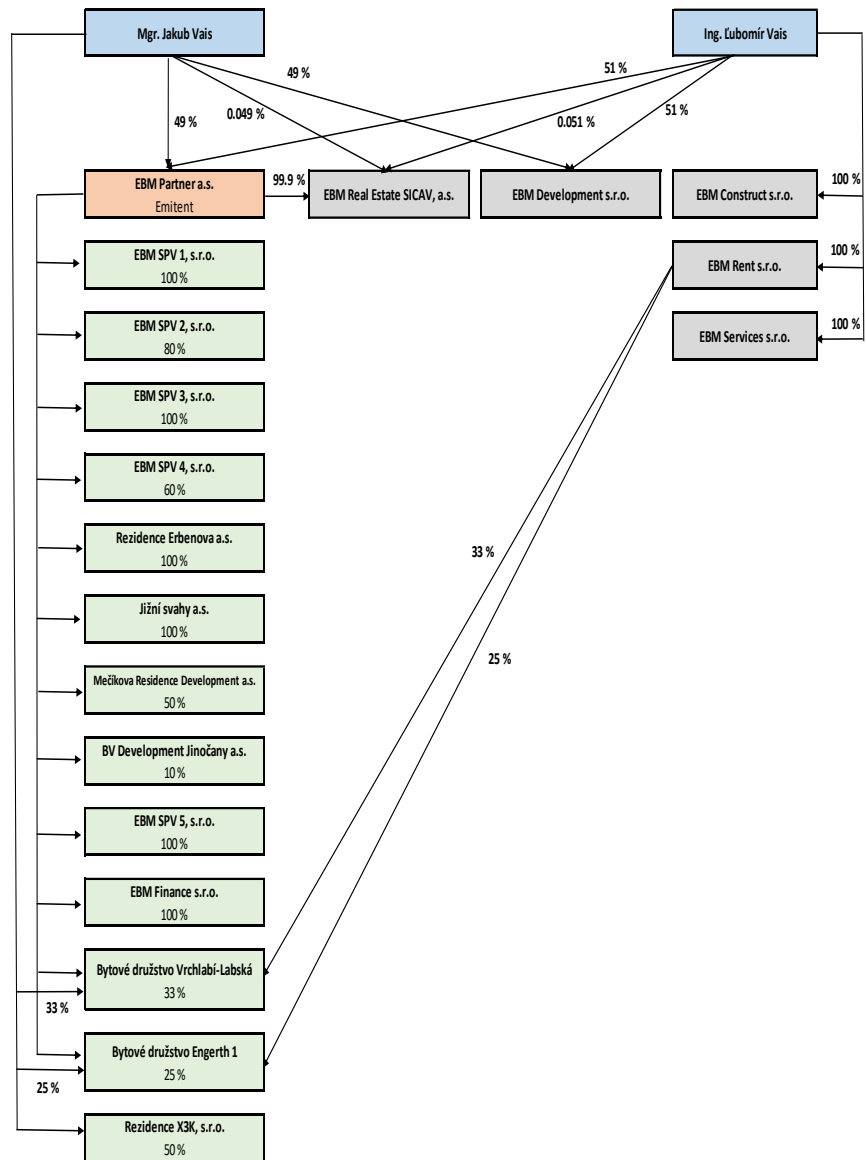 Mgr. Jakub Vais
Ing. Ľubomír Vais
49 %
51 %
49 %
0.049 %
0.051 %
51 %
EBM Partner a.s.
Emitent
99.9 %
EBM Real Estate SICAV, a.s.
EBM Development s.r.o.
EBM Construct s.r.o.
100 %
EBM SPV 1, s.r.o.
100 %
EBM Rent s.r.o.
100 %
EBM SPV 2, s.r.o.
80 %
EBM Services s.r.o.
100 %
EBM SPV 3, s.r.o.
100 %
EBM SPV 4, s.r.o.
60 %
Rezidence Erbenova a.s.
100 %
33 %
Jižní svahy a.s.
100 %
25 %
Mečíkova Residence Development a.s.
50 %
BV Development Jinočany a.s.
10 %
EBM SPV 5, s.r.o.
100 %
EBM Finance s.r.o.
100 %
Bytové družstvo Vrchlabí-Labská
33 %
33 %
Bytové družstvo Engerth 1
25 %
25 %
Rezidence X3K, s.r.o.
50 %